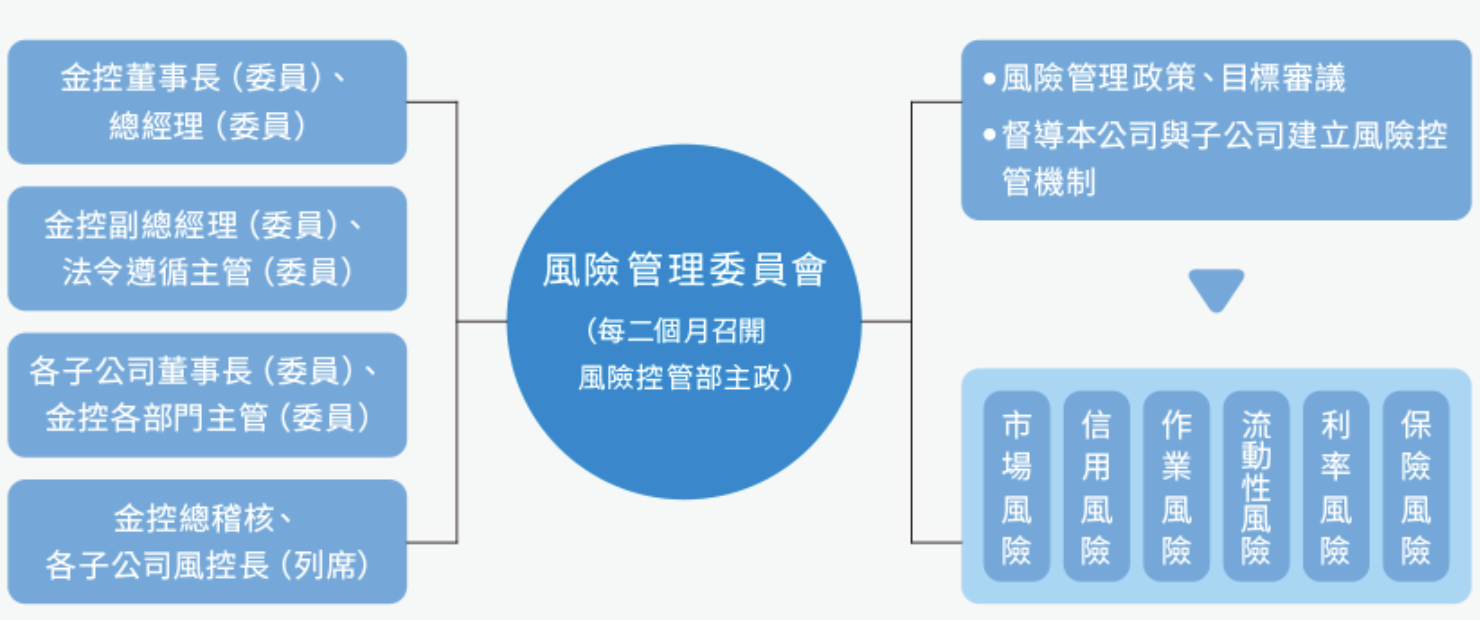 金控董事長（委員）、
總經理（委員）
金控副總經理（委員）、
法令遵循主管（委員）
各子公司董事長（委員）、
金控各部門主管（委員）
金控總稽核、
各子公司風控長（列席）
風險管理委員會
（每二個月召開
風險控管部主政）
•風險管理政策、目標審議
•督導本公司與子公司建立風險控
管機制
市場風險
信用風險
作業風險
流動性風險
利率風險
保險風險